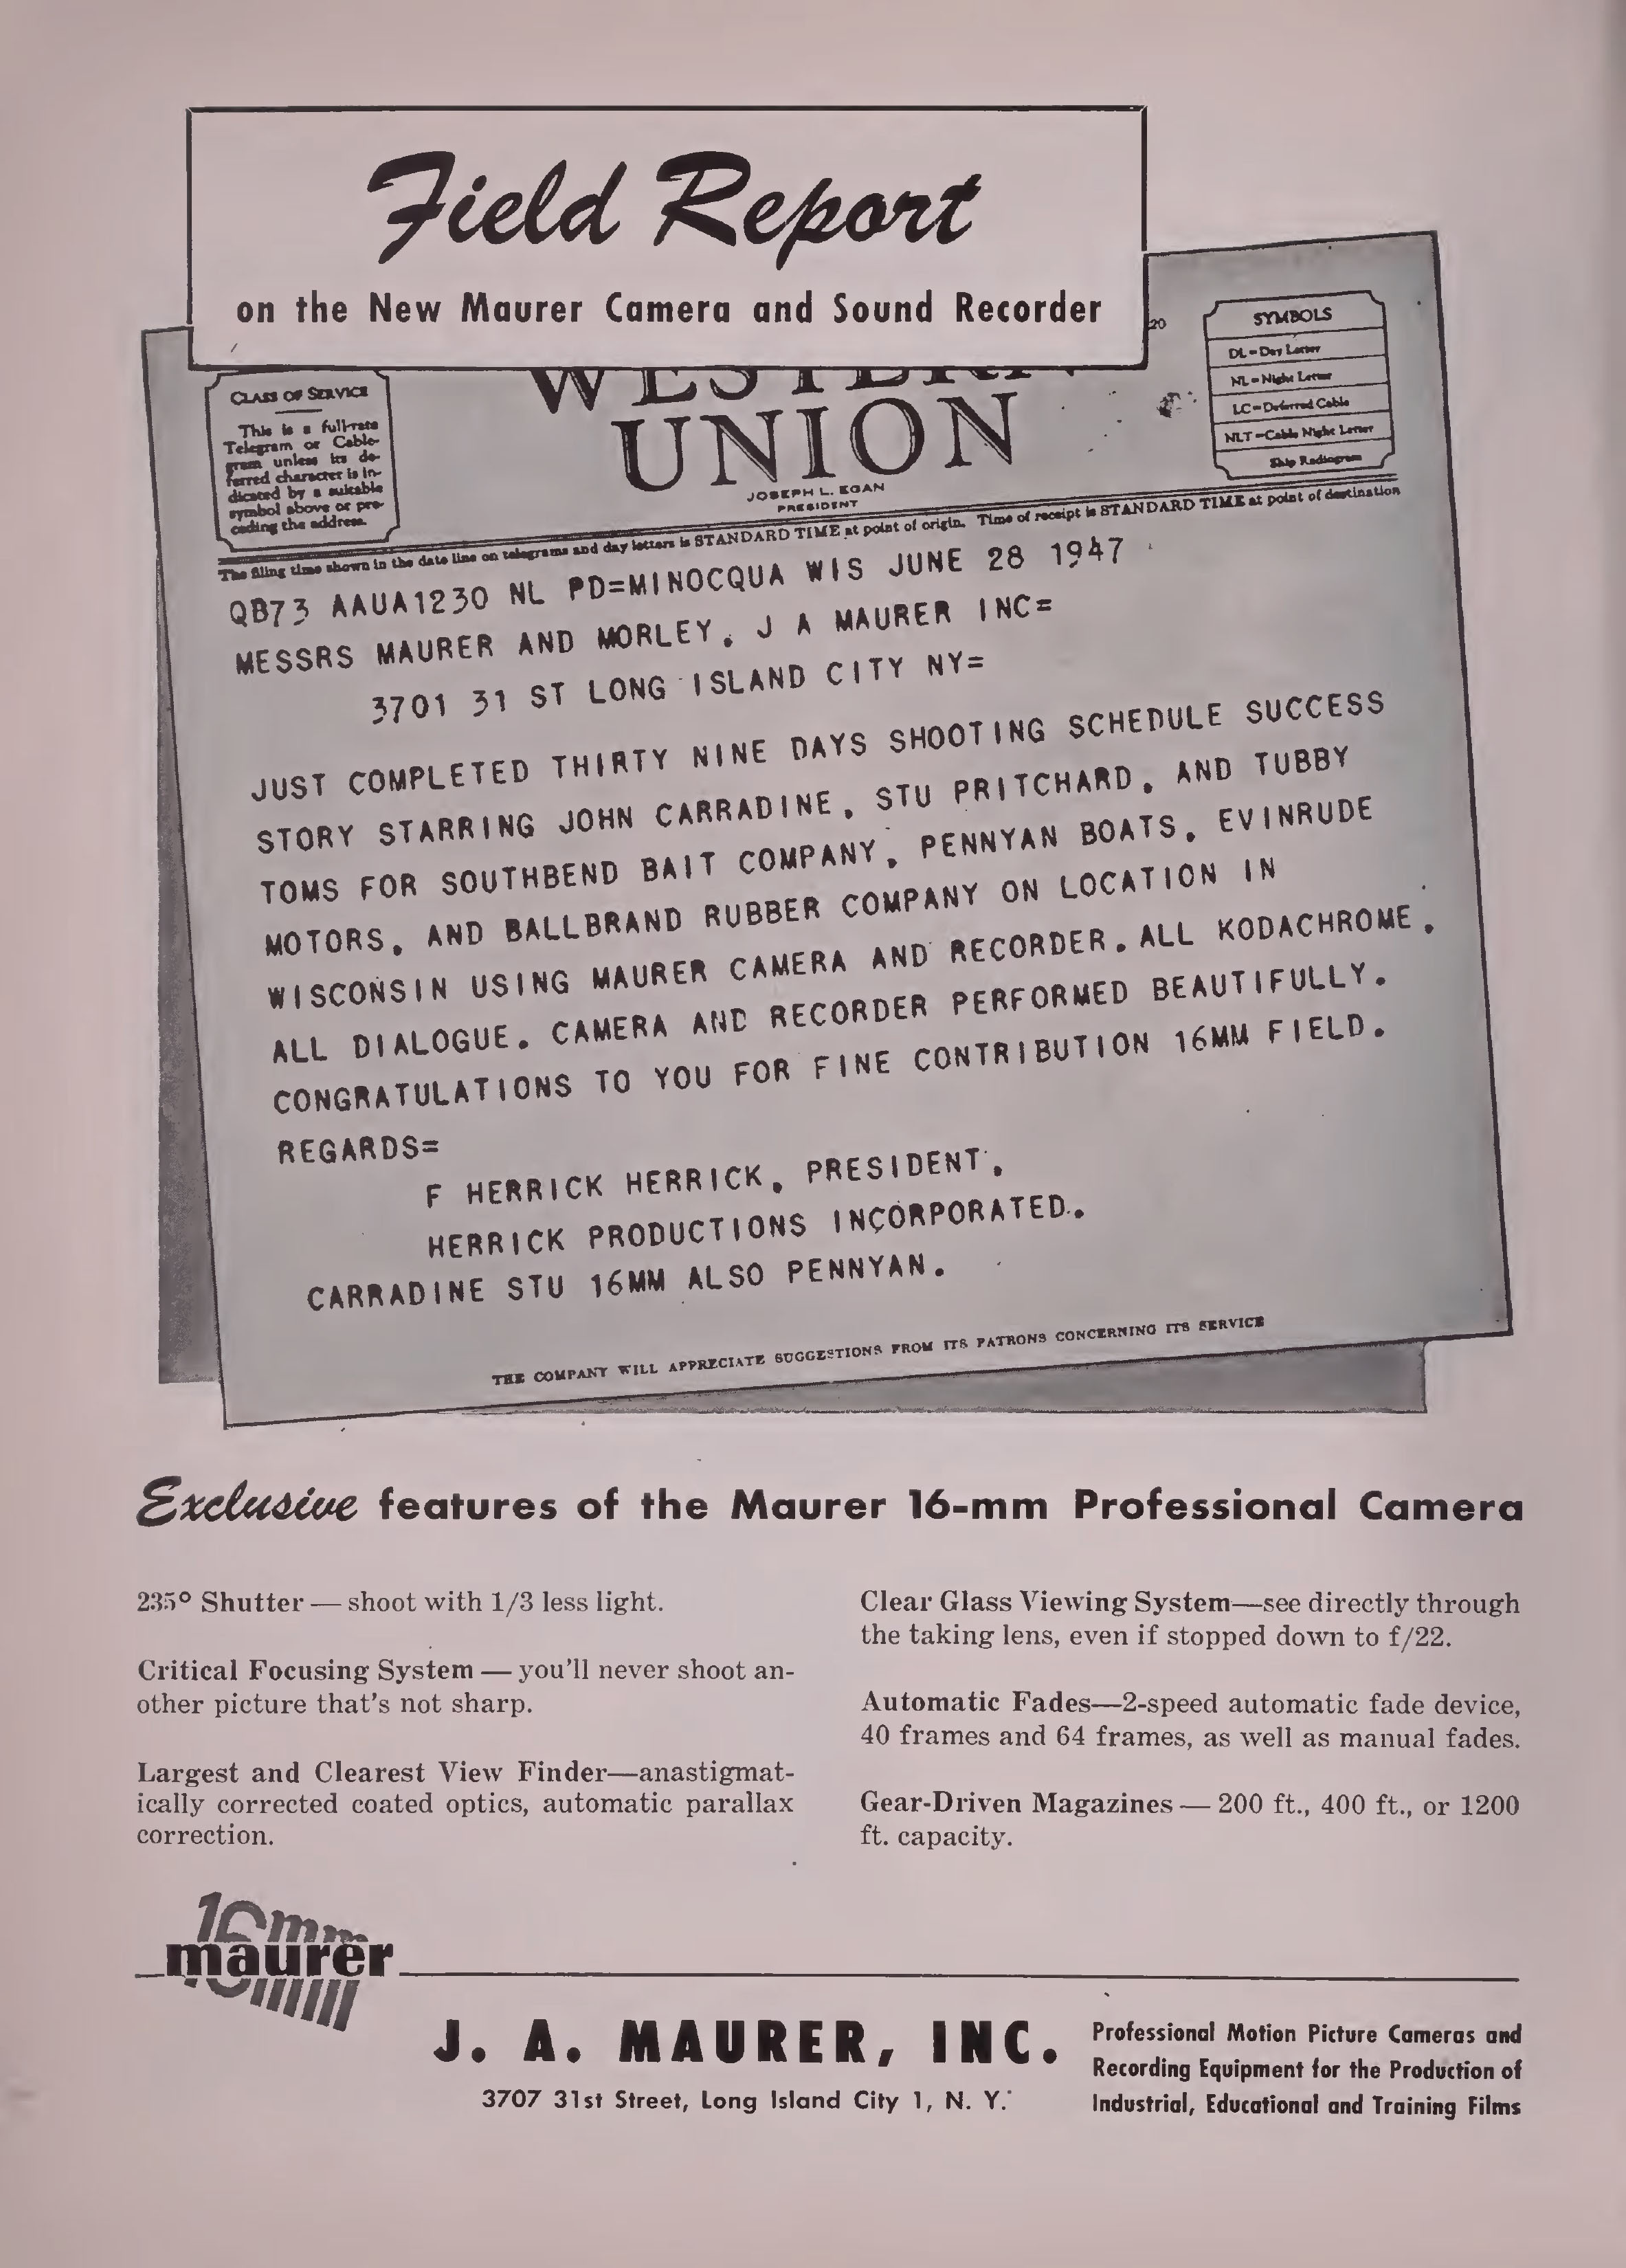 Field Report
on the New Maurer Camera and Sound Recorder
20
SYMBOLS
DL=Day Letter
NL=Night Letter
LC=Deferred Cable
NLT=Cable Night Letter
Ship Radiogram
CLASS OF SERVICE
This is a full-rate
Telegram or Cable-
gram unless its de-
ferred character is in-
dicated by a suitable
symbol above or pre-
ceding the address.
WESTERN
UNION
JOSEPH L. EGAN
PRESIDENT
The filing time shown in the date line on telegrams and day letters is STANDARD TIME at point of origin. Time of receipt is STANDARD TIME at point of destination
QB73 AAUA1230 NL PD=MINOCQUA WIS JUNE 28 1947
MESSRS MAURER AND MORLEY, J A MAURER INC=
3701 31 ST LONG ISLAND CITY NY=
JUST COMPLETED THIRTY NINE DAYS SHOOTING SCHEDULE SUCCESS
STORY STARRING JOHN CARRADINE, STU PRITCHARD, AND TUBBY
TOMS FOR SOUTHBEND BAIT COMPANY, PENNYAN BOATS, EVINRUDE
MOTORS, AND BALLBRAND RUBBER COMPANY ON LOCATION IN
WISCONSIN USING MAURER CAMERA AND RECORDER. ALL KODACHROME,
ALL DIALOGUE. CAMERA AND RECORDER PERFORMED BEAUTIFULLY.
CONGRATULATIONS TO YOU FOR FINE CONTRIBUTION 16MM FIELD.
REGARDS=
F HERRICK HERRICK, PRESIDENT,
HERRICK PRODUCTIONS INCORPORATED.
CARRADINE STU 16MM ALSO PENNYAN.
THE COMPANY WILL APPRECIATE SUGGESTIONS FROM ITS PATRONS CONCERNING ITS SERVICE
Exclusive features of the Maurer 16-mm Professional Camera
235° Shutter — shoot with 1/3 less light.
Critical Focusing System — you'll never shoot an-
other picture that's not sharp.
Largest and Clearest View Finder—anastigmat-
ically corrected coated optics, automatic parallax
correction.
Clear Glass Viewing System—see directly through
the taking lens, even if stopped down to f/22.
Automatic Fades—2-speed automatic fade device,
40 frames and 64 frames, as well as manual fades.
Gear-Driven Magazines — 200 ft., 400 ft., or 1200
ft. capacity.
16mm
maurer
J. A. MAURER, INC.
3707 31st Street, Long Island City 1, N. Y.
Professional Motion Picture Cameras and
Recording Equipment for the Production of
Industrial, Educational and Training Films